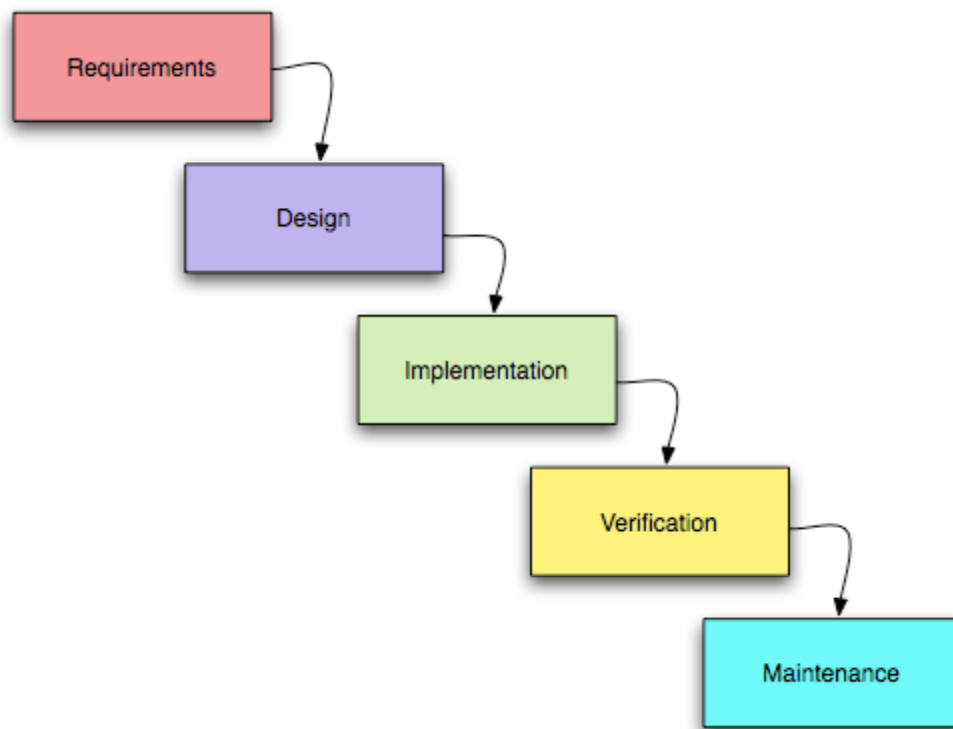 Requirements
Design
Implementation
Verification
Maintenance